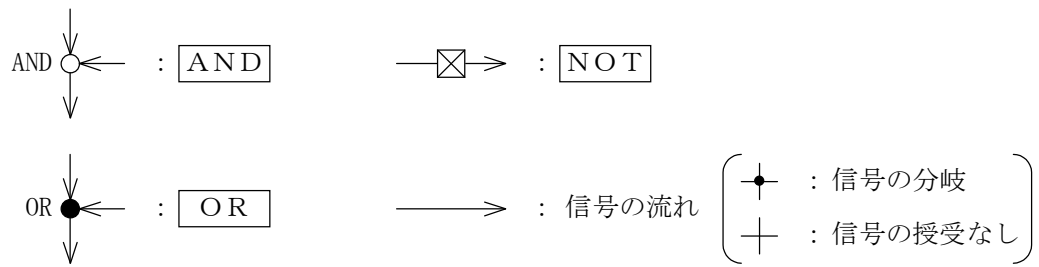 AND : ＡＮＤ : ＮＯＴ
: 信号の分岐
OR : ＯＲ : 信号の流れ
: 信号の授受なし